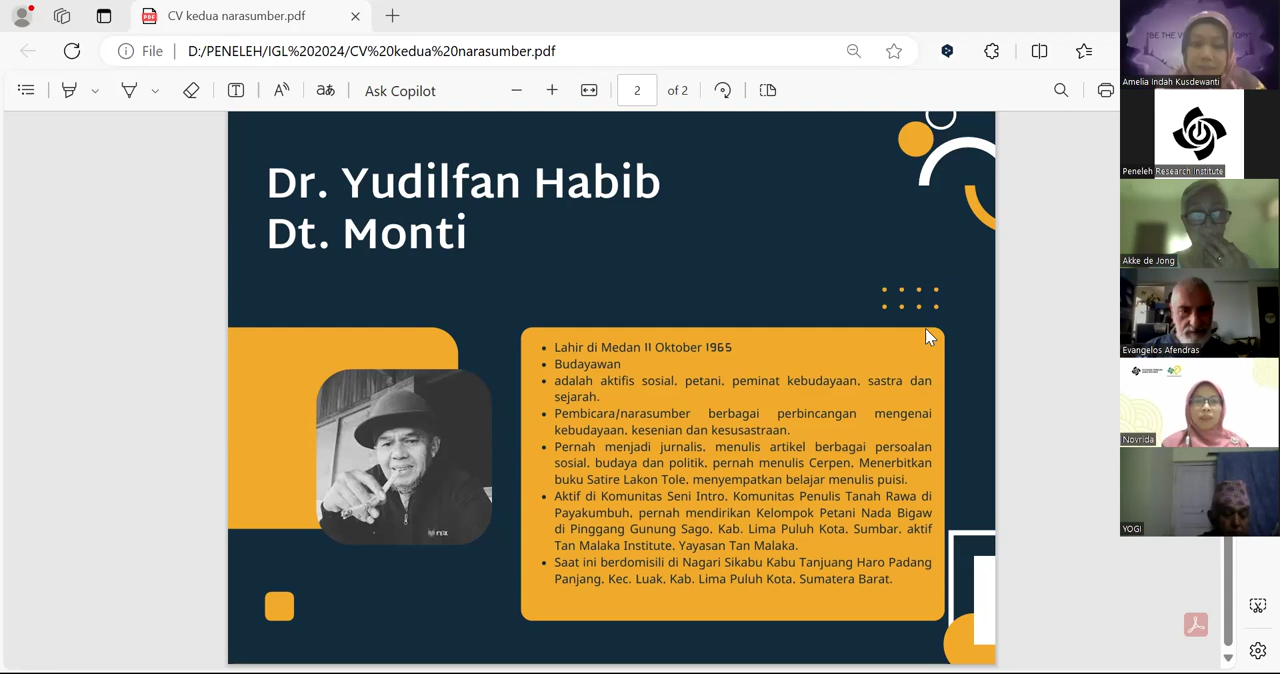 CV kedua narasumber.pdf
File
D:/PENELEH/IGL%202024/CV%20kedua%20narasumber.pdf
Ask Copilot
2
of 2
Dr. Yudilfan Habib
Dt. Monti
• Lahir di Medan 11 Oktober 1965
• Budayawan
• adalah aktifis sosial, petani, peminat kebudayaan, sastra dan
sejarah.
• Pembicara/narasumber berbagai perbincangan mengenai
kebudayaan, kesenian dan kesusastraan.
• Pernah menjadi jurnalis, menulis artikel berbagai persoalan
sosial, budaya dan politik, pernah menulis Cerpen, Menerbitkan
buku Satire Lakon Tole, menyempatkan belajar menulis puisi.
• Aktif di Komunitas Seni Intro, Komunitas Penulis Tanah Rawa di
Payakumbuh, pernah mendirikan Kelompok Petani Nada Bigaw
di Pinggang Gunung Sago, Kab. Lima Puluh Kota, Sumbar, aktif
Tan Malaka Institute, Yayasan Tan Malaka.
• Saat ini berdomisili di Nagari Sikabu Kabu Tanjuang Haro Padang
Panjang, Kec. Luak, Kab. Lima Puluh Kota, Sumatera Barat.
Amelia Indah Kusdewanti
Peneleh Research Institute
Akke de Jong
Evangelos Afendras
Novrida
YOGI